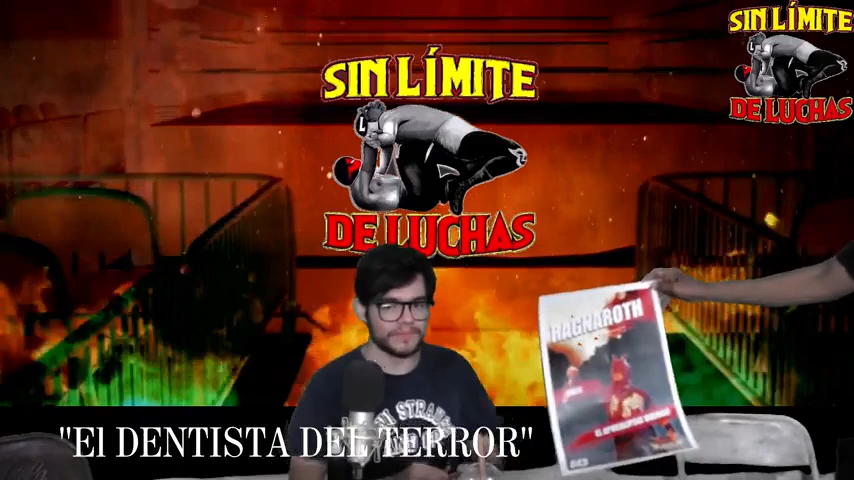 SIN LÍMITE
DE LUCHAS
SIN LÍMITE
DE LUCHAS
RAGNAROTH
"El DENTISTA DEL TERROR"